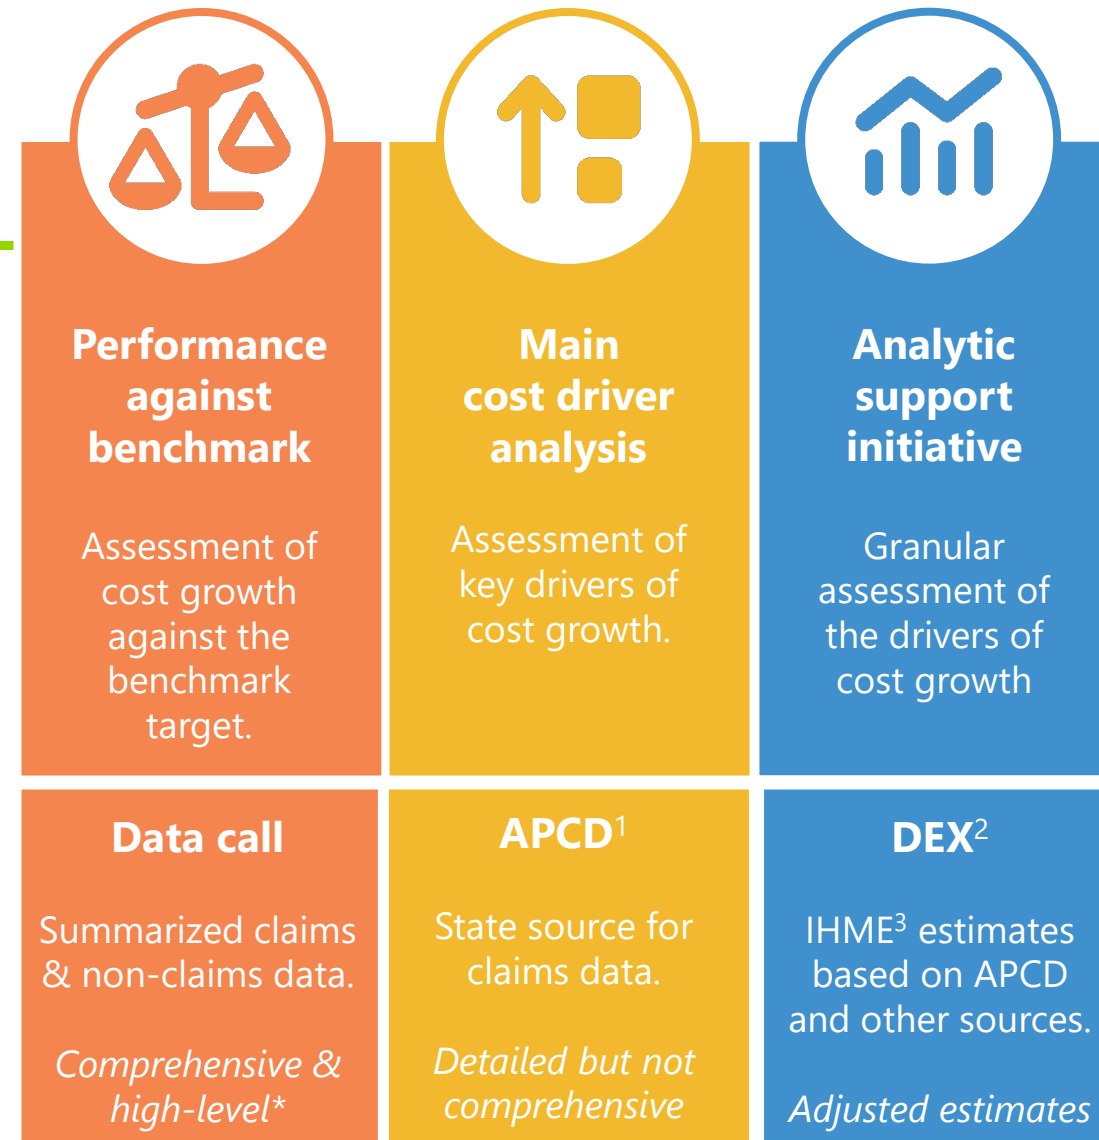 Performance
against
benchmark
Assessment of
cost growth
against the
benchmark
target.
Main
cost driver
analysis
Assessment of
key drivers of
cost growth.
Analytic
support
initiative
Granular
assessment of
the drivers of
cost growth
Data call
Summarized claims
& non-claims data.
Comprehensive &
high-level*
APCD¹
State source for
claims data.
Detailed but not
comprehensive
DEX²
IHME³ estimates
based on APCD
and other sources.
Adjusted estimates